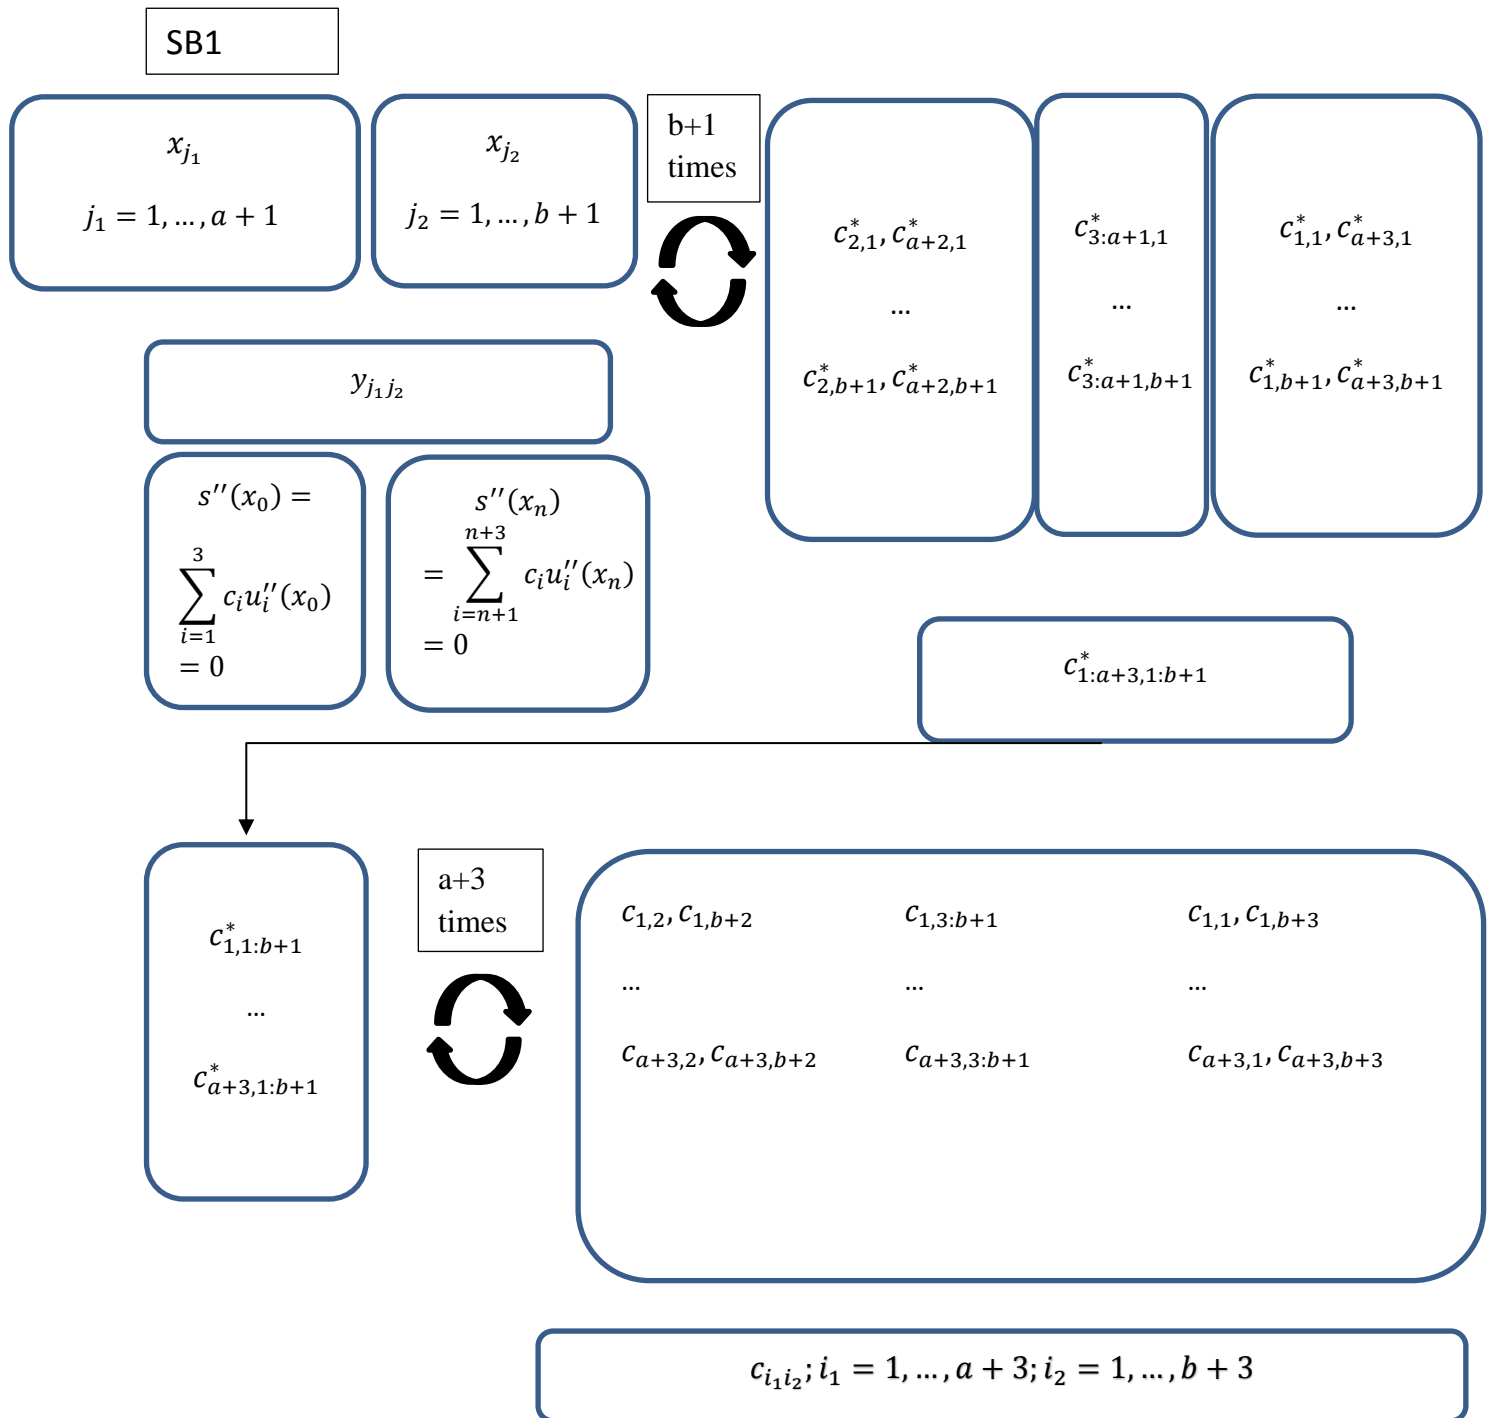 SB1
x_{j_1}
j_1 = 1, … , a + 1
x_{j_2}
j_2 = 1, … , b + 1
b+1
times
c^*_{2,1}, c^*_{a+2,1}
...
c^*_{2,b+1}, c^*_{a+2,b+1}
c^*_{3:a+1,1}
...
c^*_{3:a+1,b+1}
c^*_{1,1}, c^*_{a+3,1}
...
c^*_{1,b+1}, c^*_{a+3,b+1}
y_{j_1 j_2}
s''(x_0) =
\sum_{i=1}^{3} c_i u_i''(x_0)
= 0
s''(x_n)
= \sum_{i=n+1}^{n+3} c_i u_i''(x_n)
= 0
c^*_{1:a+3,1:b+1}
c^*_{1,1:b+1}
...
c^*_{a+3,1:b+1}
a+3
times
c_{1,2}, c_{1,b+2} c_{1,3:b+1} c_{1,1}, c_{1,b+3}
... ... ...
c_{a+3,2}, c_{a+3,b+2} c_{a+3,3:b+1} c_{a+3,1}, c_{a+3,b+3}
c_{i_1 i_2}; i_1 = 1, … , a + 3; i_2 = 1, … , b + 3